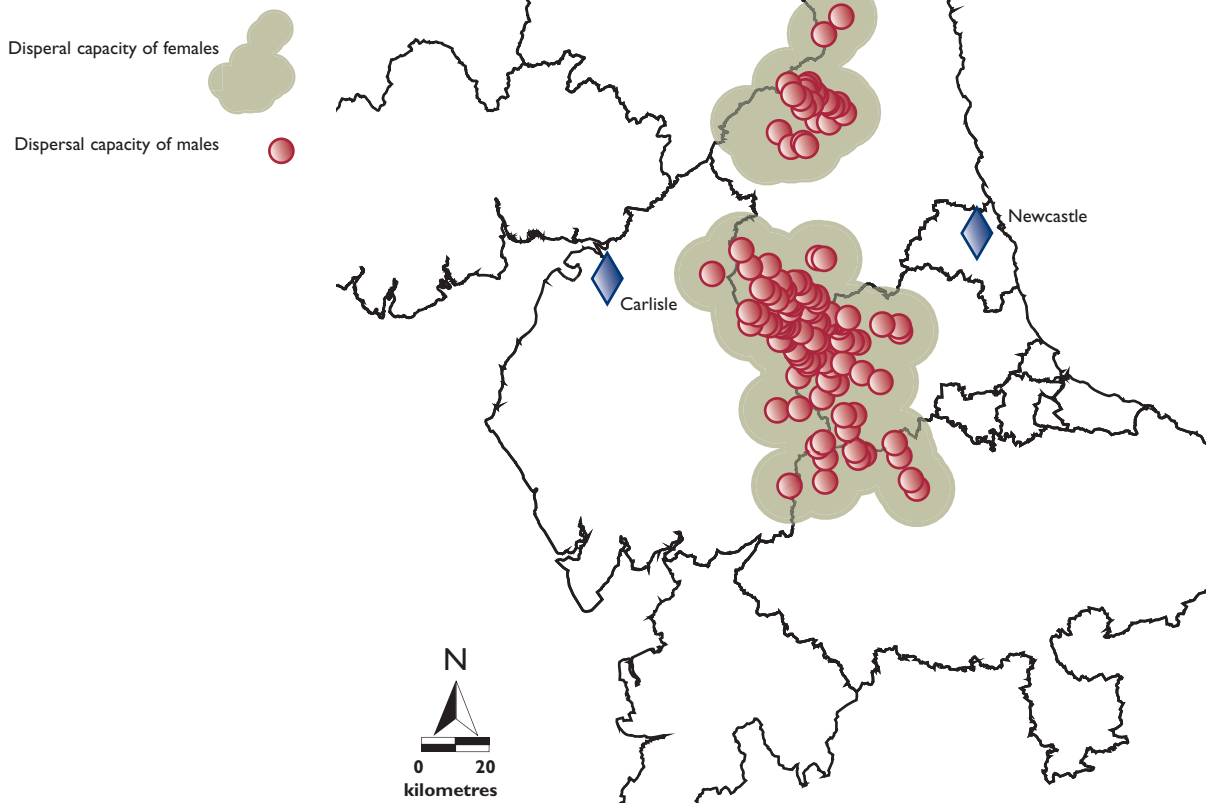 Disperal capacity of females
Dispersal capacity of males
Newcastle
Carlisle
N
0 20
kilometres